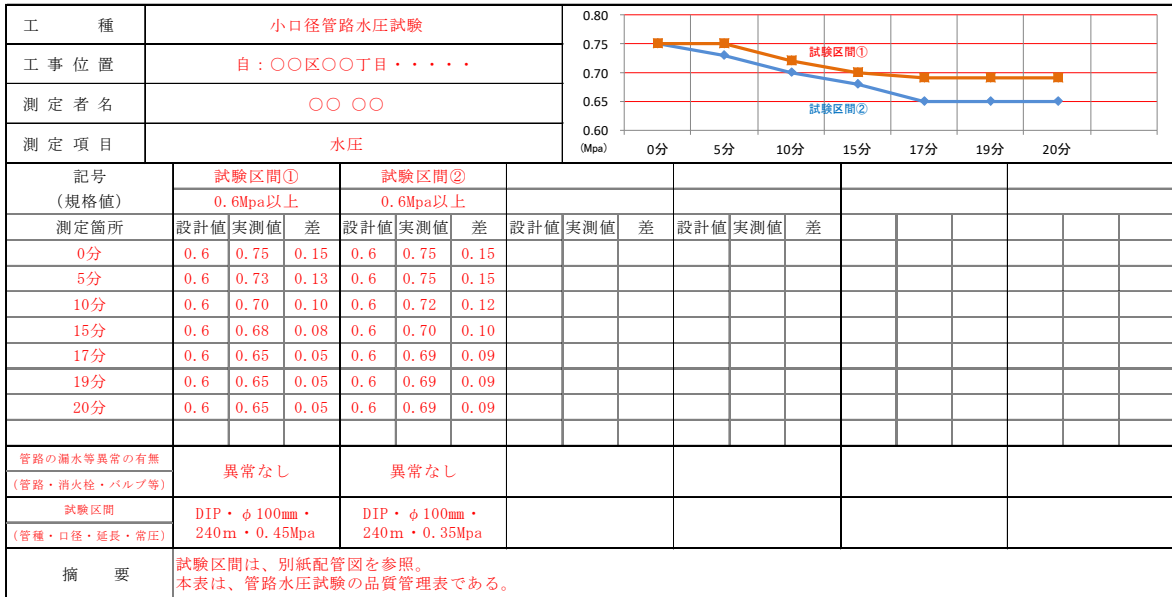 工　　種 小口径管路水圧試験
工事位置 自：〇〇区〇〇丁目・・・・・
測定者名 〇〇 〇〇
測定項目 水圧
0.80
0.75
0.70
0.65
0.60
(Mpa) 0分 5分 10分 15分 17分 19分 20分
試験区間①
試験区間②
記号 試験区間① 試験区間②
(規格値) 0.6Mpa以上 0.6Mpa以上
測定箇所 設計値 実測値 差 設計値 実測値 差 設計値 実測値 差 設計値 実測値 差
0分 0.6 0.75 0.15 0.6 0.75 0.15
5分 0.6 0.73 0.13 0.6 0.75 0.15
10分 0.6 0.70 0.10 0.6 0.72 0.12
15分 0.6 0.68 0.08 0.6 0.70 0.10
17分 0.6 0.65 0.05 0.6 0.69 0.09
19分 0.6 0.65 0.05 0.6 0.69 0.09
20分 0.6 0.65 0.05 0.6 0.69 0.09
管路の漏水等異常の有無
(管路・消火栓・バルブ等)
異常なし 異常なし
試験区間
(管種・口径・延長・常圧)
DIP・φ100㎜・
240ｍ・0.45Mpa
DIP・φ100㎜・
240ｍ・0.35Mpa
摘　要
試験区間は、別紙配管図を参照。
本表は、管路水圧試験の品質管理表である。